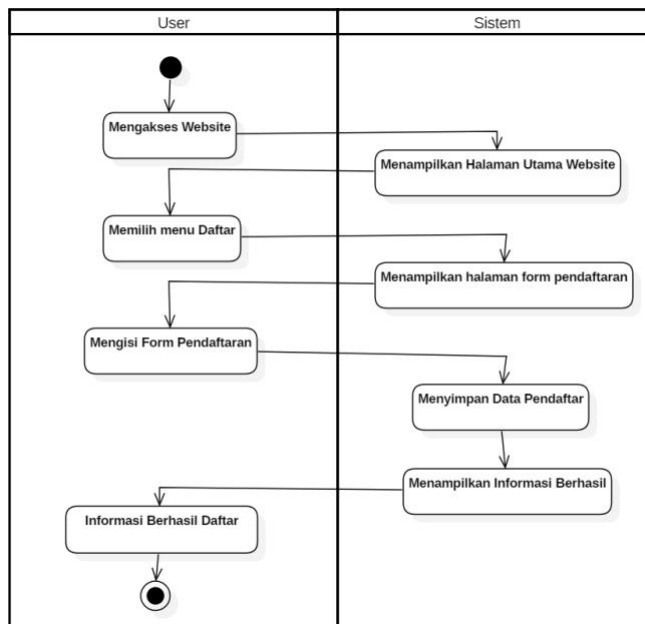 User
Sistem
Mengakses Website
Menampilkan Halaman Utama Website
Memilih menu Daftar
Menampilkan halaman form pendaftaran
Mengisi Form Pendaftaran
Menyimpan Data Pendaftar
Menampilkan Informasi Berhasil
Informasi Berhasil Daftar